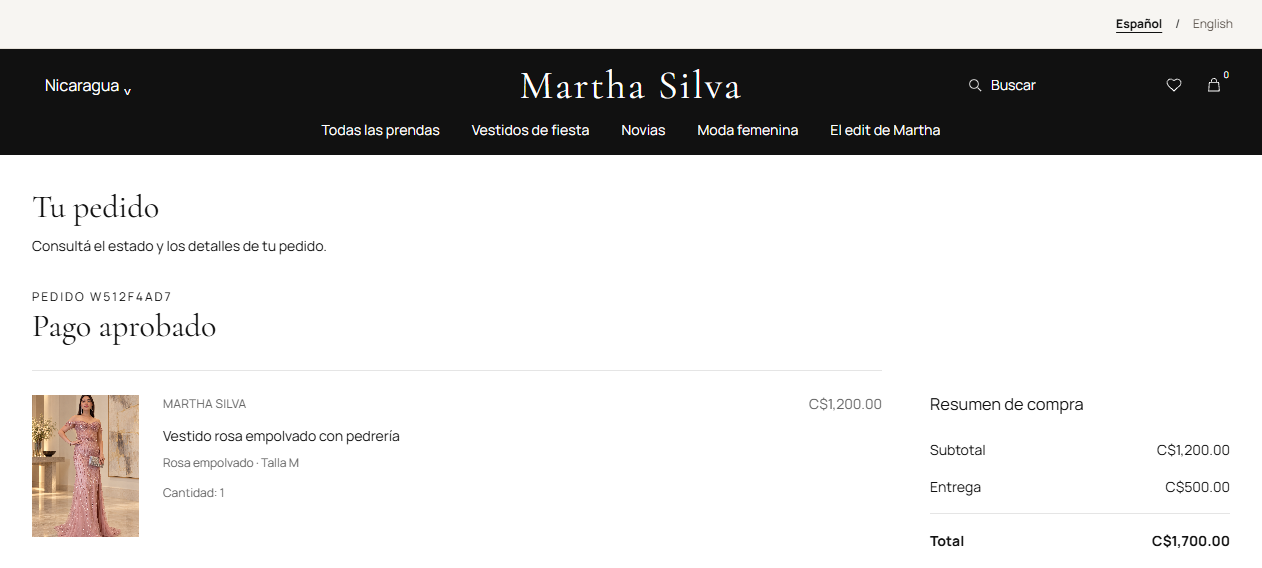 Español / English
Nicaragua v
Martha Silva
Buscar
0
Todas las prendas Vestidos de fiesta Novias Moda femenina El edit de Martha
Tu pedido
Consultá el estado y los detalles de tu pedido.
PEDIDO W512F4AD7
Pago aprobado
MARTHA SILVA C$1,200.00
Vestido rosa empolvado con pedrería
Rosa empolvado · Talla M
Cantidad: 1
Resumen de compra
Subtotal C$1,200.00
Entrega C$500.00
Total C$1,700.00